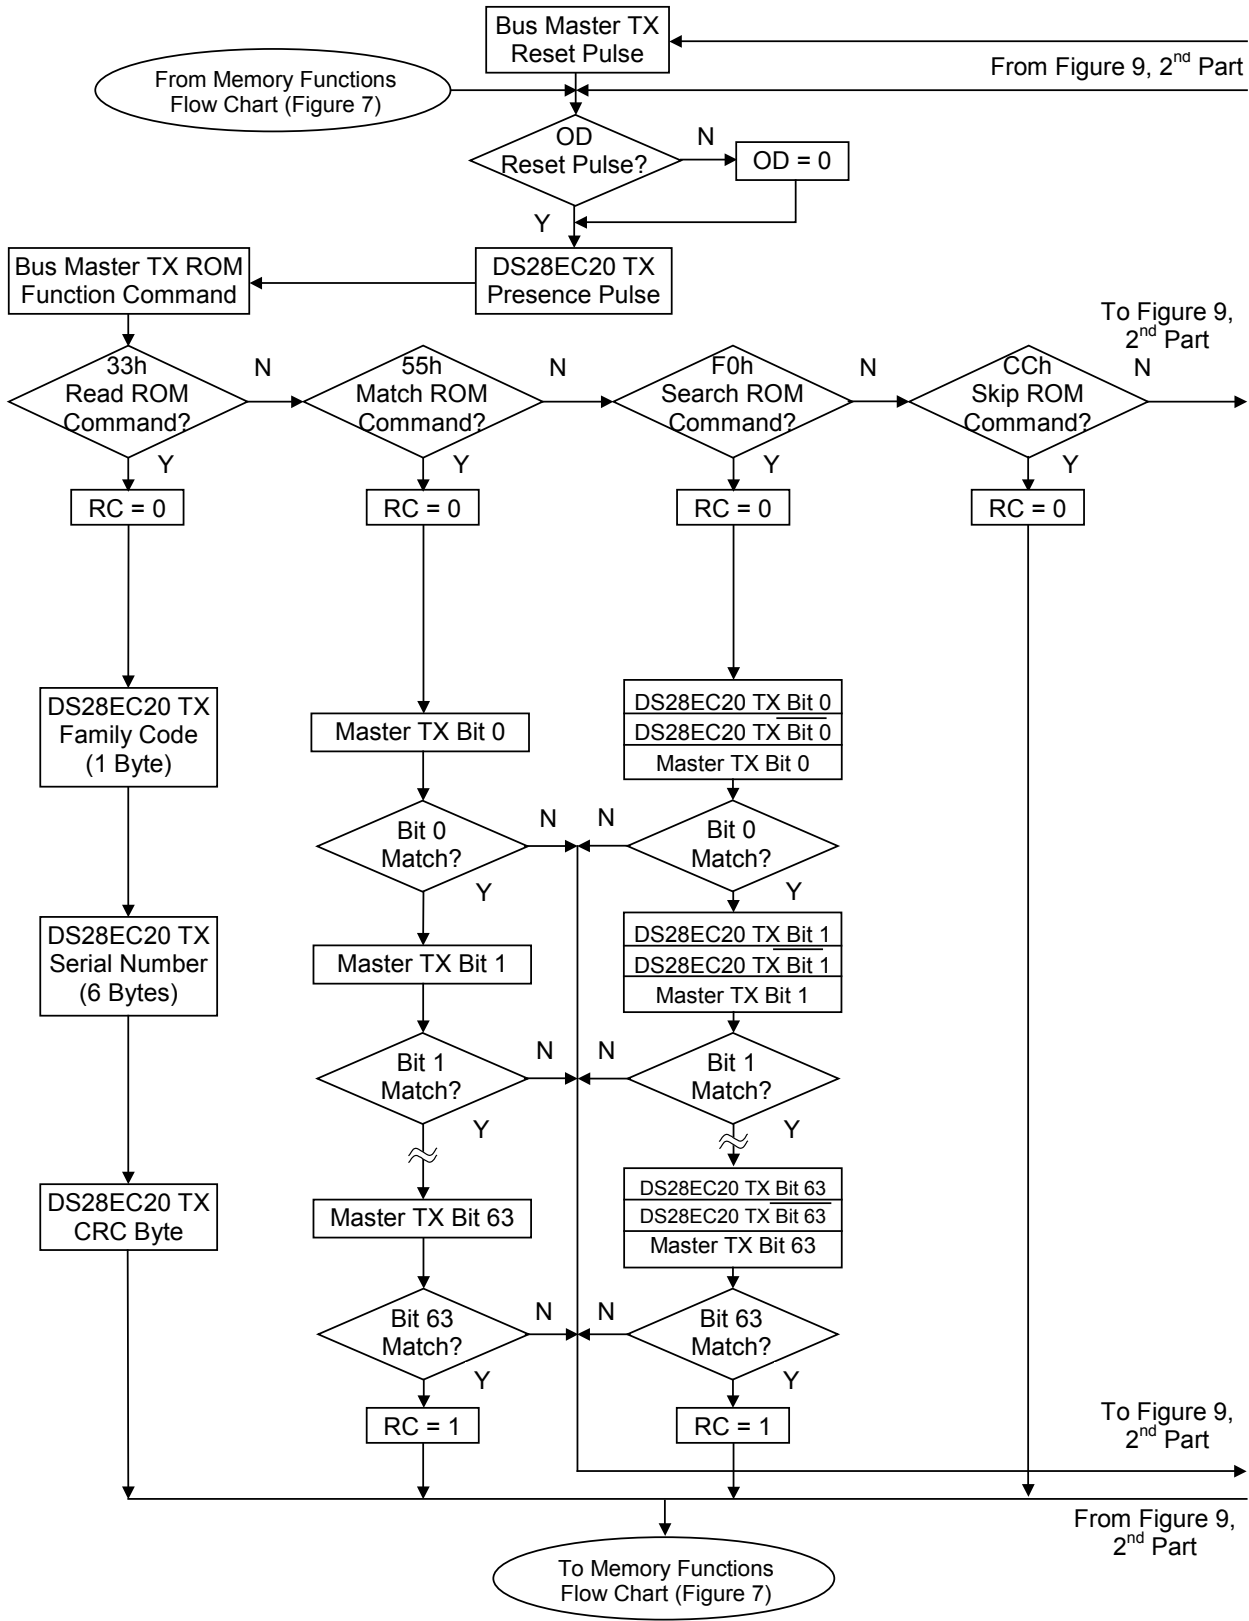 Bus Master TX
Reset Pulse
From Figure 9, 2nd Part
From Memory Functions
Flow Chart (Figure 7)
OD
Reset Pulse?
N
OD = 0
Y
Bus Master TX ROM
Function Command
DS28EC20 TX
Presence Pulse
To Figure 9,
2nd Part
33h
Read ROM
Command?
N
Y
55h
Match ROM
Command?
N
Y
F0h
Search ROM
Command?
N
Y
CCh
Skip ROM
Command?
N
Y
RC = 0
RC = 0
RC = 0
RC = 0
DS28EC20 TX
Family Code
(1 Byte)
DS28EC20 TX
Serial Number
(6 Bytes)
DS28EC20 TX
CRC Byte
Master TX Bit 0
Bit 0
Match?
N
Y
Master TX Bit 1
Bit 1
Match?
N
Y
Master TX Bit 63
Bit 63
Match?
N
Y
RC = 1
DS28EC20 TX Bit 0
DS28EC20 TX Bit 0
Master TX Bit 0
Bit 0
Match?
N
Y
DS28EC20 TX Bit 1
DS28EC20 TX Bit 1
Master TX Bit 1
Bit 1
Match?
N
Y
DS28EC20 TX Bit 63
DS28EC20 TX Bit 63
Master TX Bit 63
Bit 63
Match?
N
Y
RC = 1
To Figure 9,
2nd Part
From Figure 9,
2nd Part
To Memory Functions
Flow Chart (Figure 7)